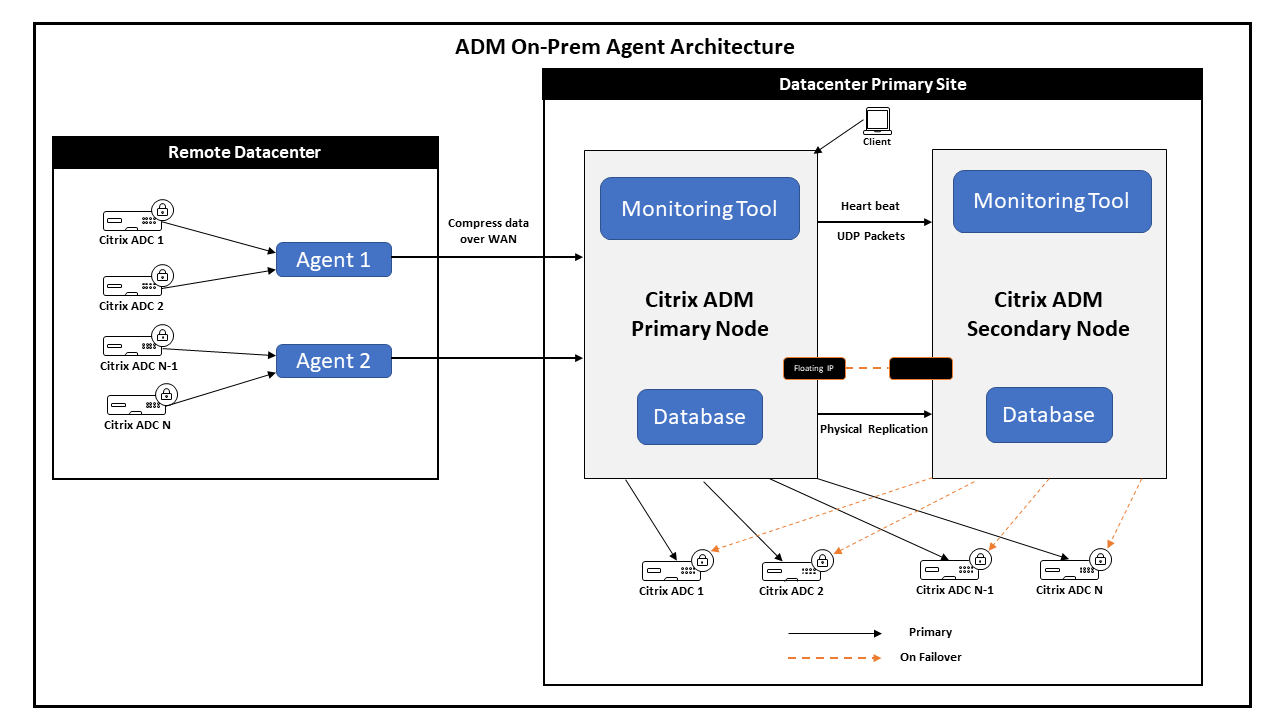 ADM On-Prem Agent Architecture
Datacenter Primary Site
Client
Remote Datacenter
Citrix ADC 1
Citrix ADC 2
Citrix ADC N-1
Citrix ADC N
Agent 1
Agent 2
Compress data
over WAN
Monitoring Tool
Citrix ADM
Primary Node
Floating IP
Database
Heart beat
UDP Packets
Physical Replication
Monitoring Tool
Citrix ADM
Secondary Node
Database
Citrix ADC 1
Citrix ADC 2
Citrix ADC N-1
Citrix ADC N
Primary
On Failover